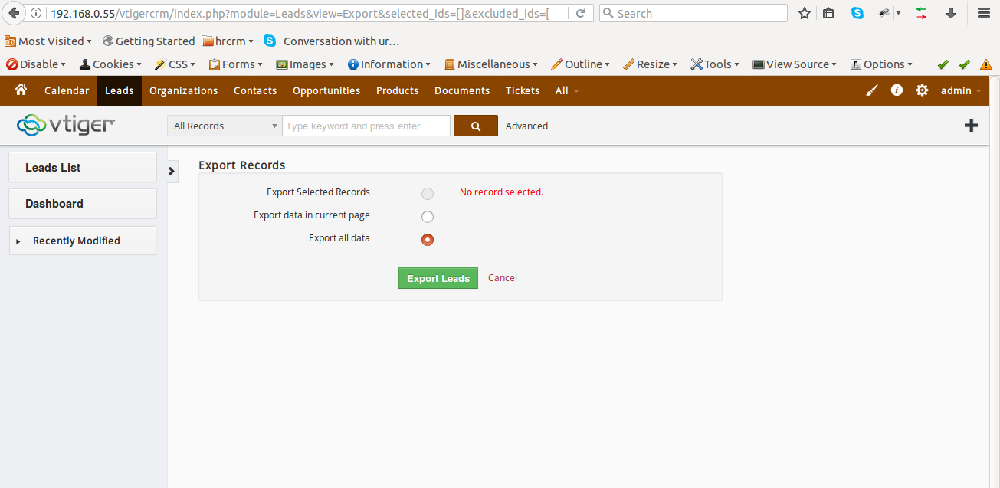 192.168.0.55/vtigercrm/index.php?module=Leads&view=Export&selected_ids=[]&excluded_ids=[
Search
Most Visited Getting Started hrcrm Conversation with ur…
Disable Cookies CSS Forms Images Information Miscellaneous Outline Resize Tools View Source Options
Calendar Leads Organizations Contacts Opportunities Products Documents Tickets All admin
vtiger All Records Type keyword and press enter Advanced
Leads List
Dashboard
Recently Modified
Export Records
Export Selected Records No record selected.
Export data in current page
Export all data
Export Leads Cancel